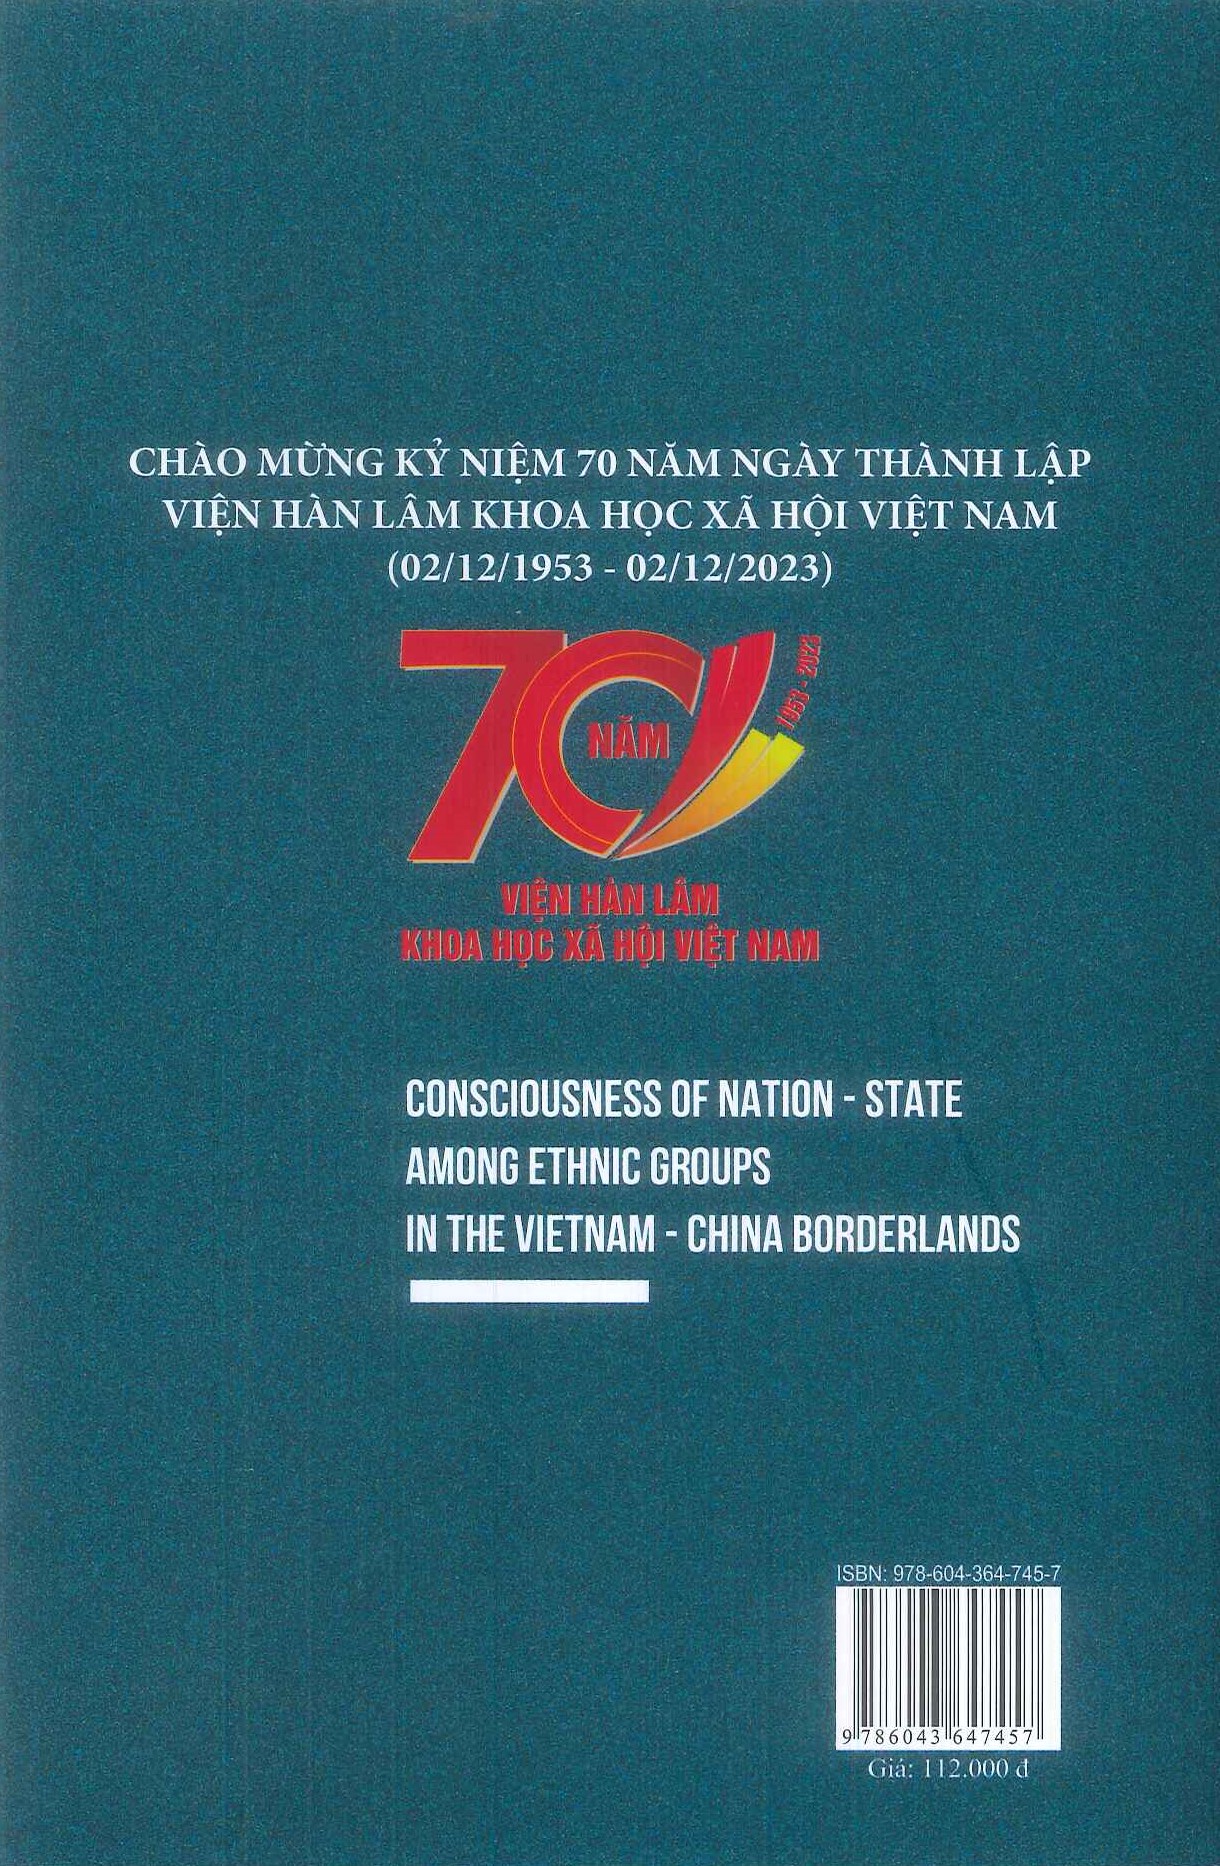 CHÀO MỪNG KỶ NIỆM 70 NĂM NGÀY THÀNH LẬP
VIỆN HÀN LÂM KHOA HỌC XÃ HỘI VIỆT NAM
(02/12/1953 - 02/12/2023)
70
NĂM
1953 - 2023
VIỆN HÀN LÂM
KHOA HỌC XÃ HỘI VIỆT NAM
CONSCIOUSNESS OF NATION - STATE
AMONG ETHNIC GROUPS
IN THE VIETNAM - CHINA BORDERLANDS
ISBN: 978-604-364-745-7
9 786043 647457
Giá: 112.000 đ